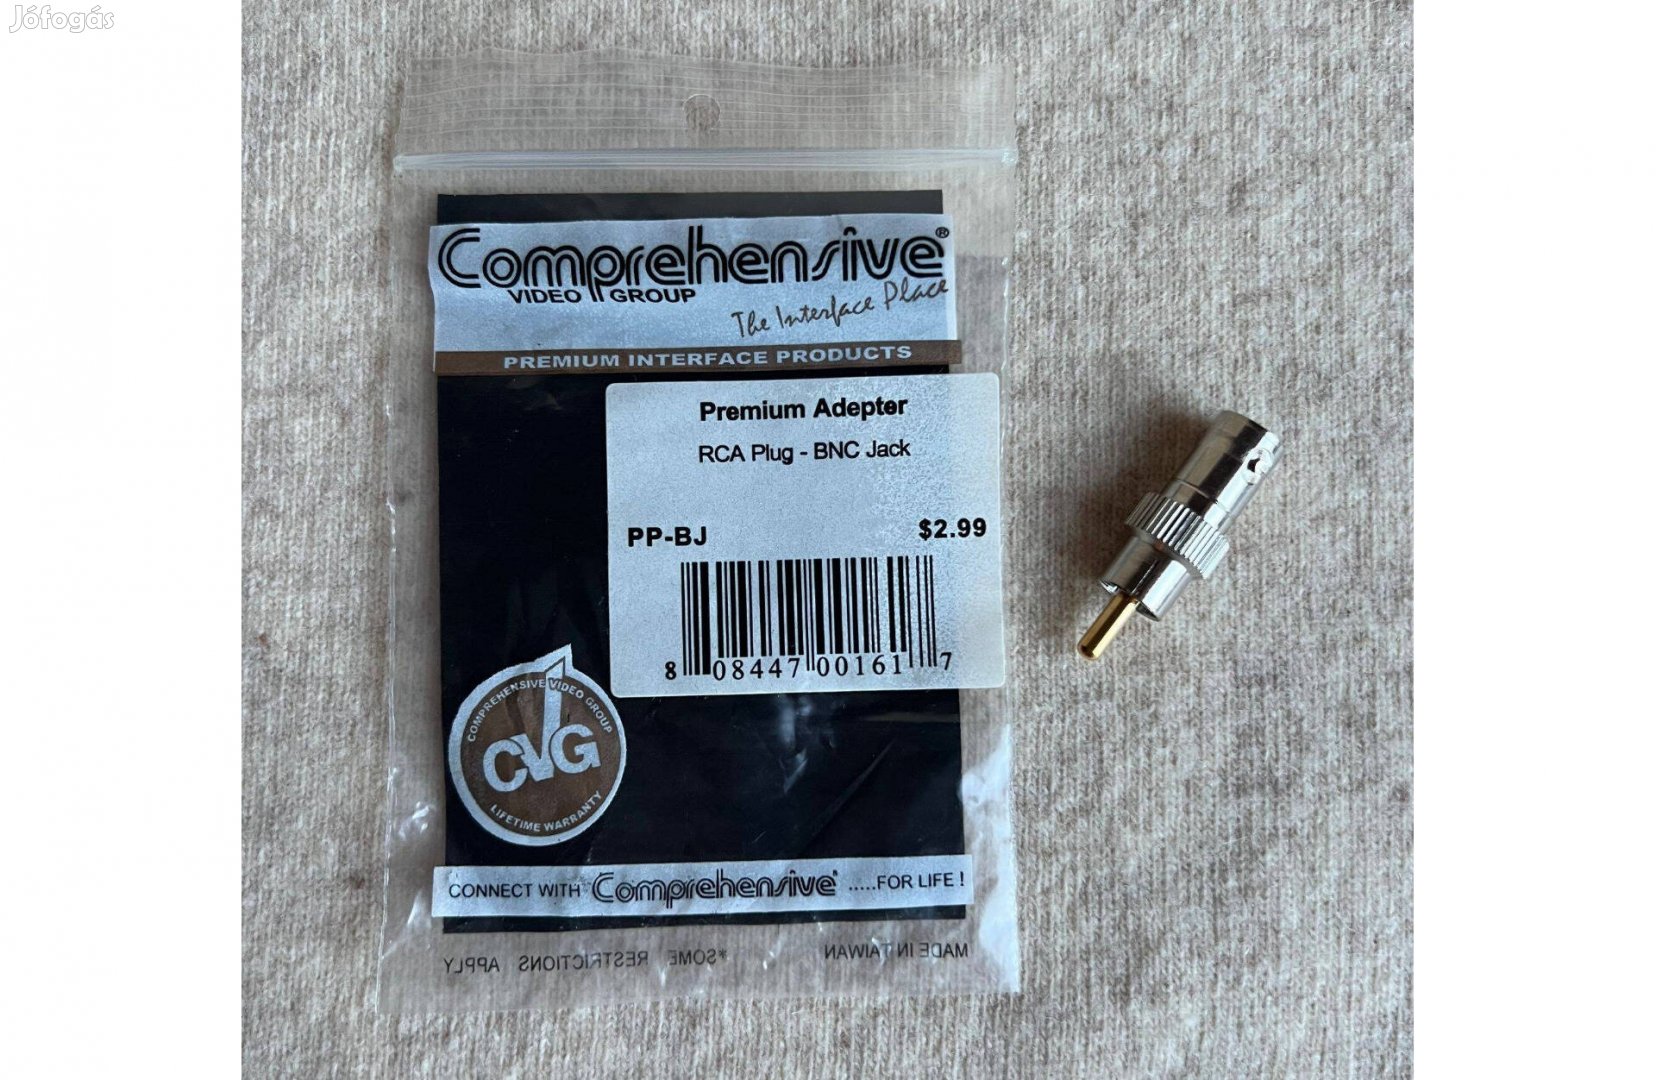 Jófogás
Comprehensive®
VIDEO GROUP
The Interface Place
PREMIUM INTERFACE PRODUCTS
Premium Adepter
RCA Plug - BNC Jack
PP-BJ $2.99
8 08447 00161 7
COMPREHENSIVE VIDEO GROUP
CVG
LIFETIME WARRANTY
CONNECT WITH Comprehensive .....FOR LIFE !
*SOME RESTRICTIONS APPLY
MADE IN TAIWAN